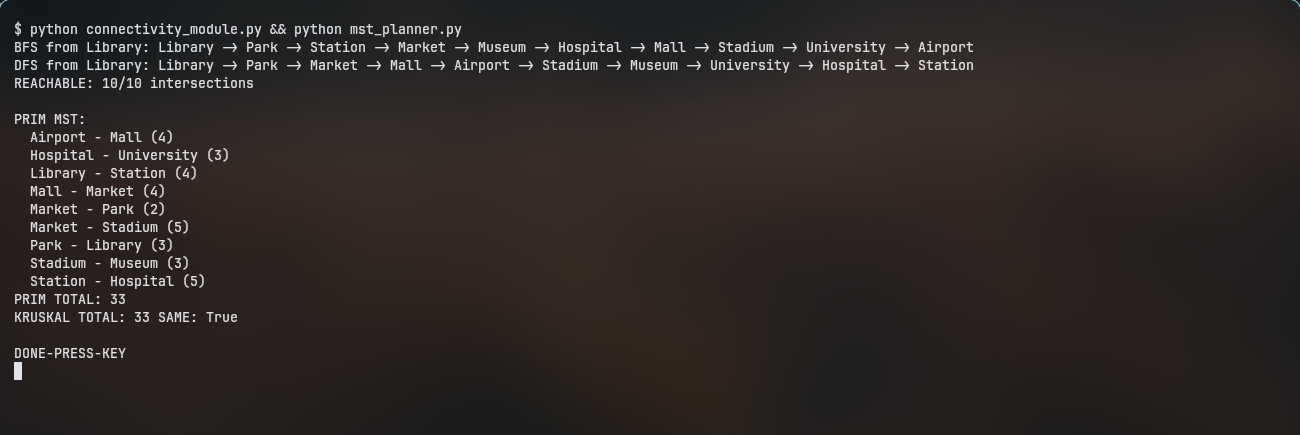 $ python connectivity_module.py && python mst_planner.py
BFS from Library: Library → Park → Station → Market → Museum → Hospital → Mall → Stadium → University → Airport
DFS from Library: Library → Park → Market → Mall → Airport → Stadium → Museum → University → Hospital → Station
REACHABLE: 10/10 intersections

PRIM MST:
  Airport - Mall (4)
  Hospital - University (3)
  Library - Station (4)
  Mall - Market (4)
  Market - Park (2)
  Market - Stadium (5)
  Park - Library (3)
  Stadium - Museum (3)
  Station - Hospital (5)
PRIM TOTAL: 33
KRUSKAL TOTAL: 33 SAME: True

DONE-PRESS-KEY